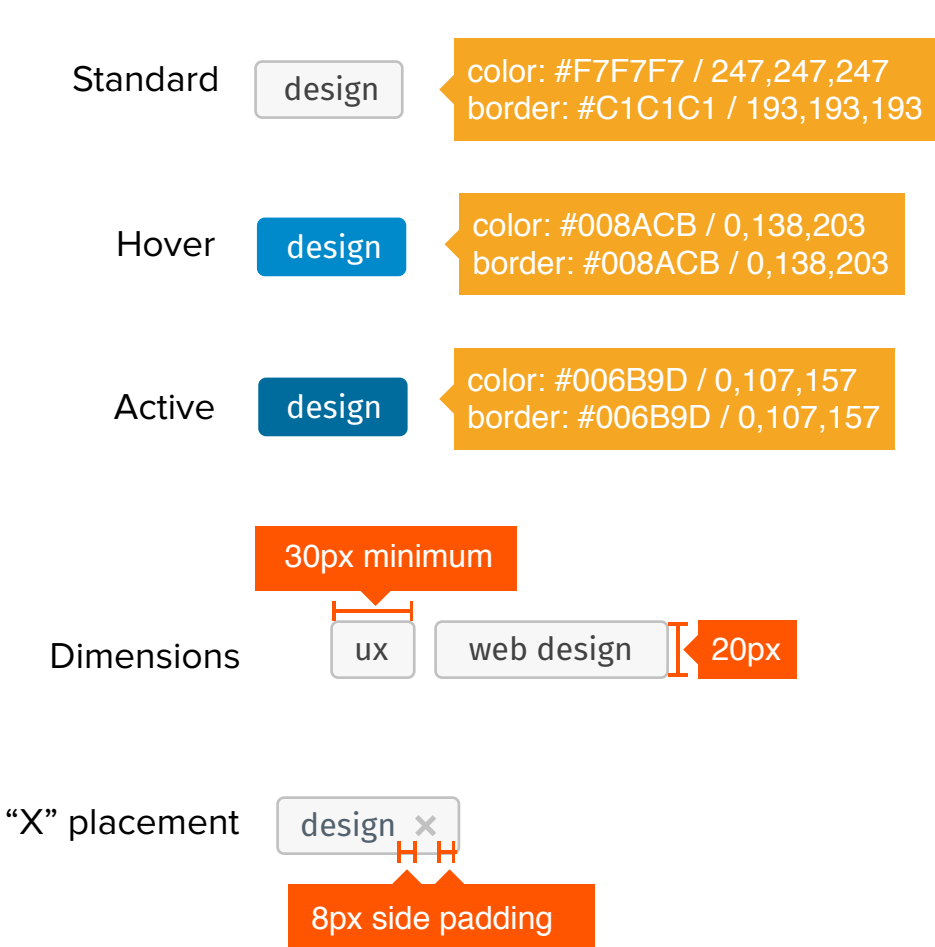 Standard
design
color: #F7F7F7 / 247,247,247
border: #C1C1C1 / 193,193,193
Hover
design
color: #008ACB / 0,138,203
border: #008ACB / 0,138,203
Active
design
color: #006B9D / 0,107,157
border: #006B9D / 0,107,157
30px minimum
Dimensions
ux
web design
20px
“X” placement
design ×
8px side padding